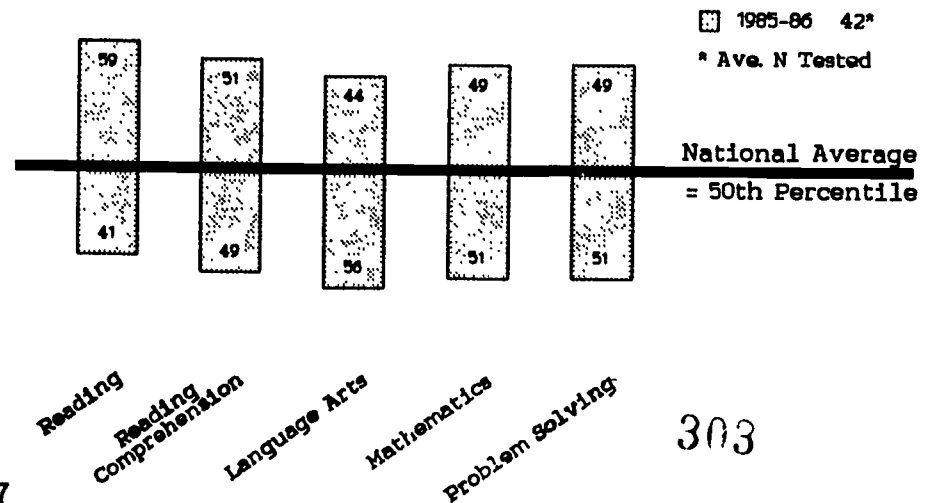 1985-86 42*
* Ave. N Tested
59 51 44 49 49
National Average
= 50th Percentile
41 49 56 51 51
Reading
Reading
Comprehension
Language Arts
Mathematics
Problem Solving
303
7